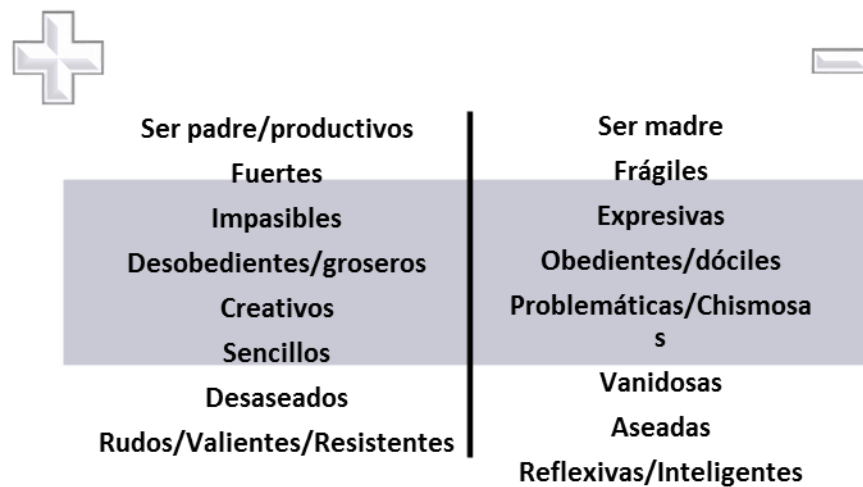 Ser padre/productivos
Fuertes
Impasibles
Desobedientes/groseros
Creativos
Sencillos
Desaseados
Rudos/Valientes/Resistentes
Ser madre
Frágiles
Expresivas
Obedientes/dóciles
Problemáticas/Chismosa
s
Vanidosas
Aseadas
Reflexivas/Inteligentes